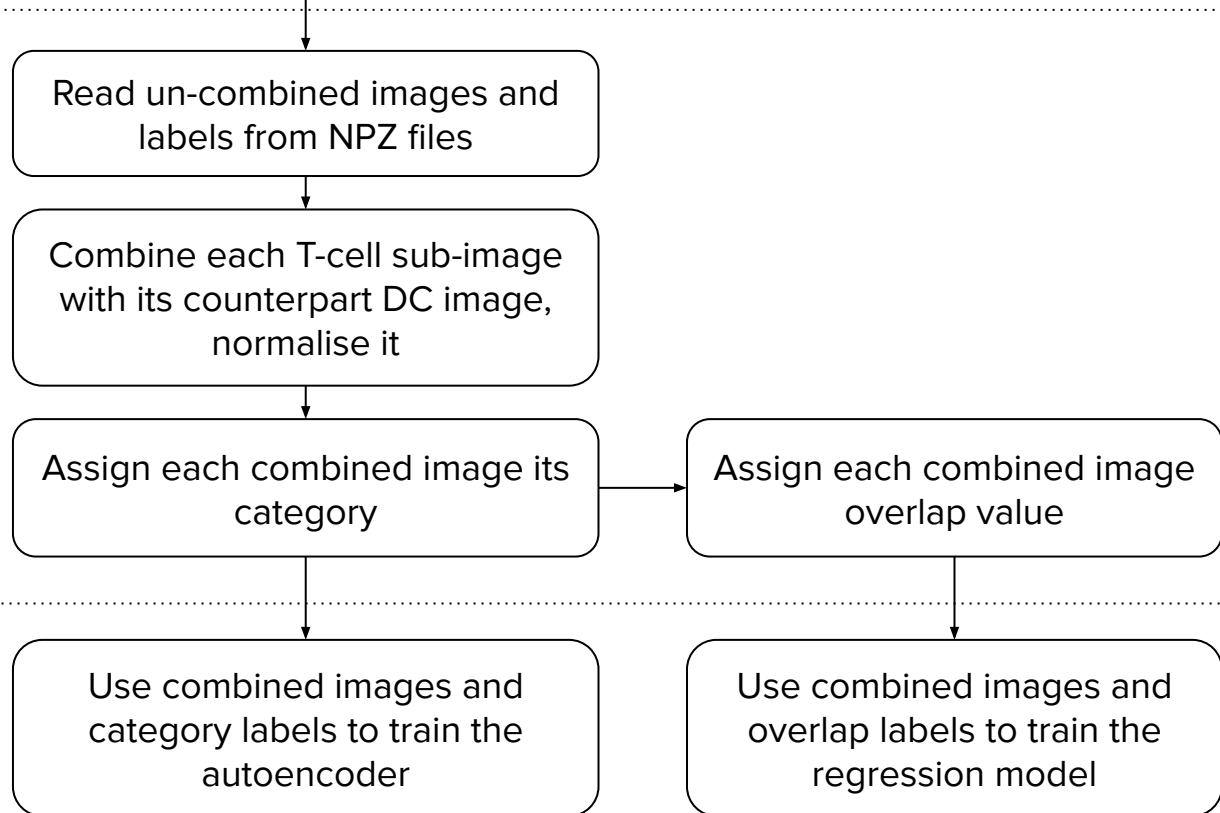 Read un-combined images and
labels from NPZ files
Combine each T-cell sub-image
with its counterpart DC image,
normalise it
Assign each combined image its
category
Assign each combined image
overlap value
Use combined images and
category labels to train the
autoencoder
Use combined images and
overlap labels to train the
regression model